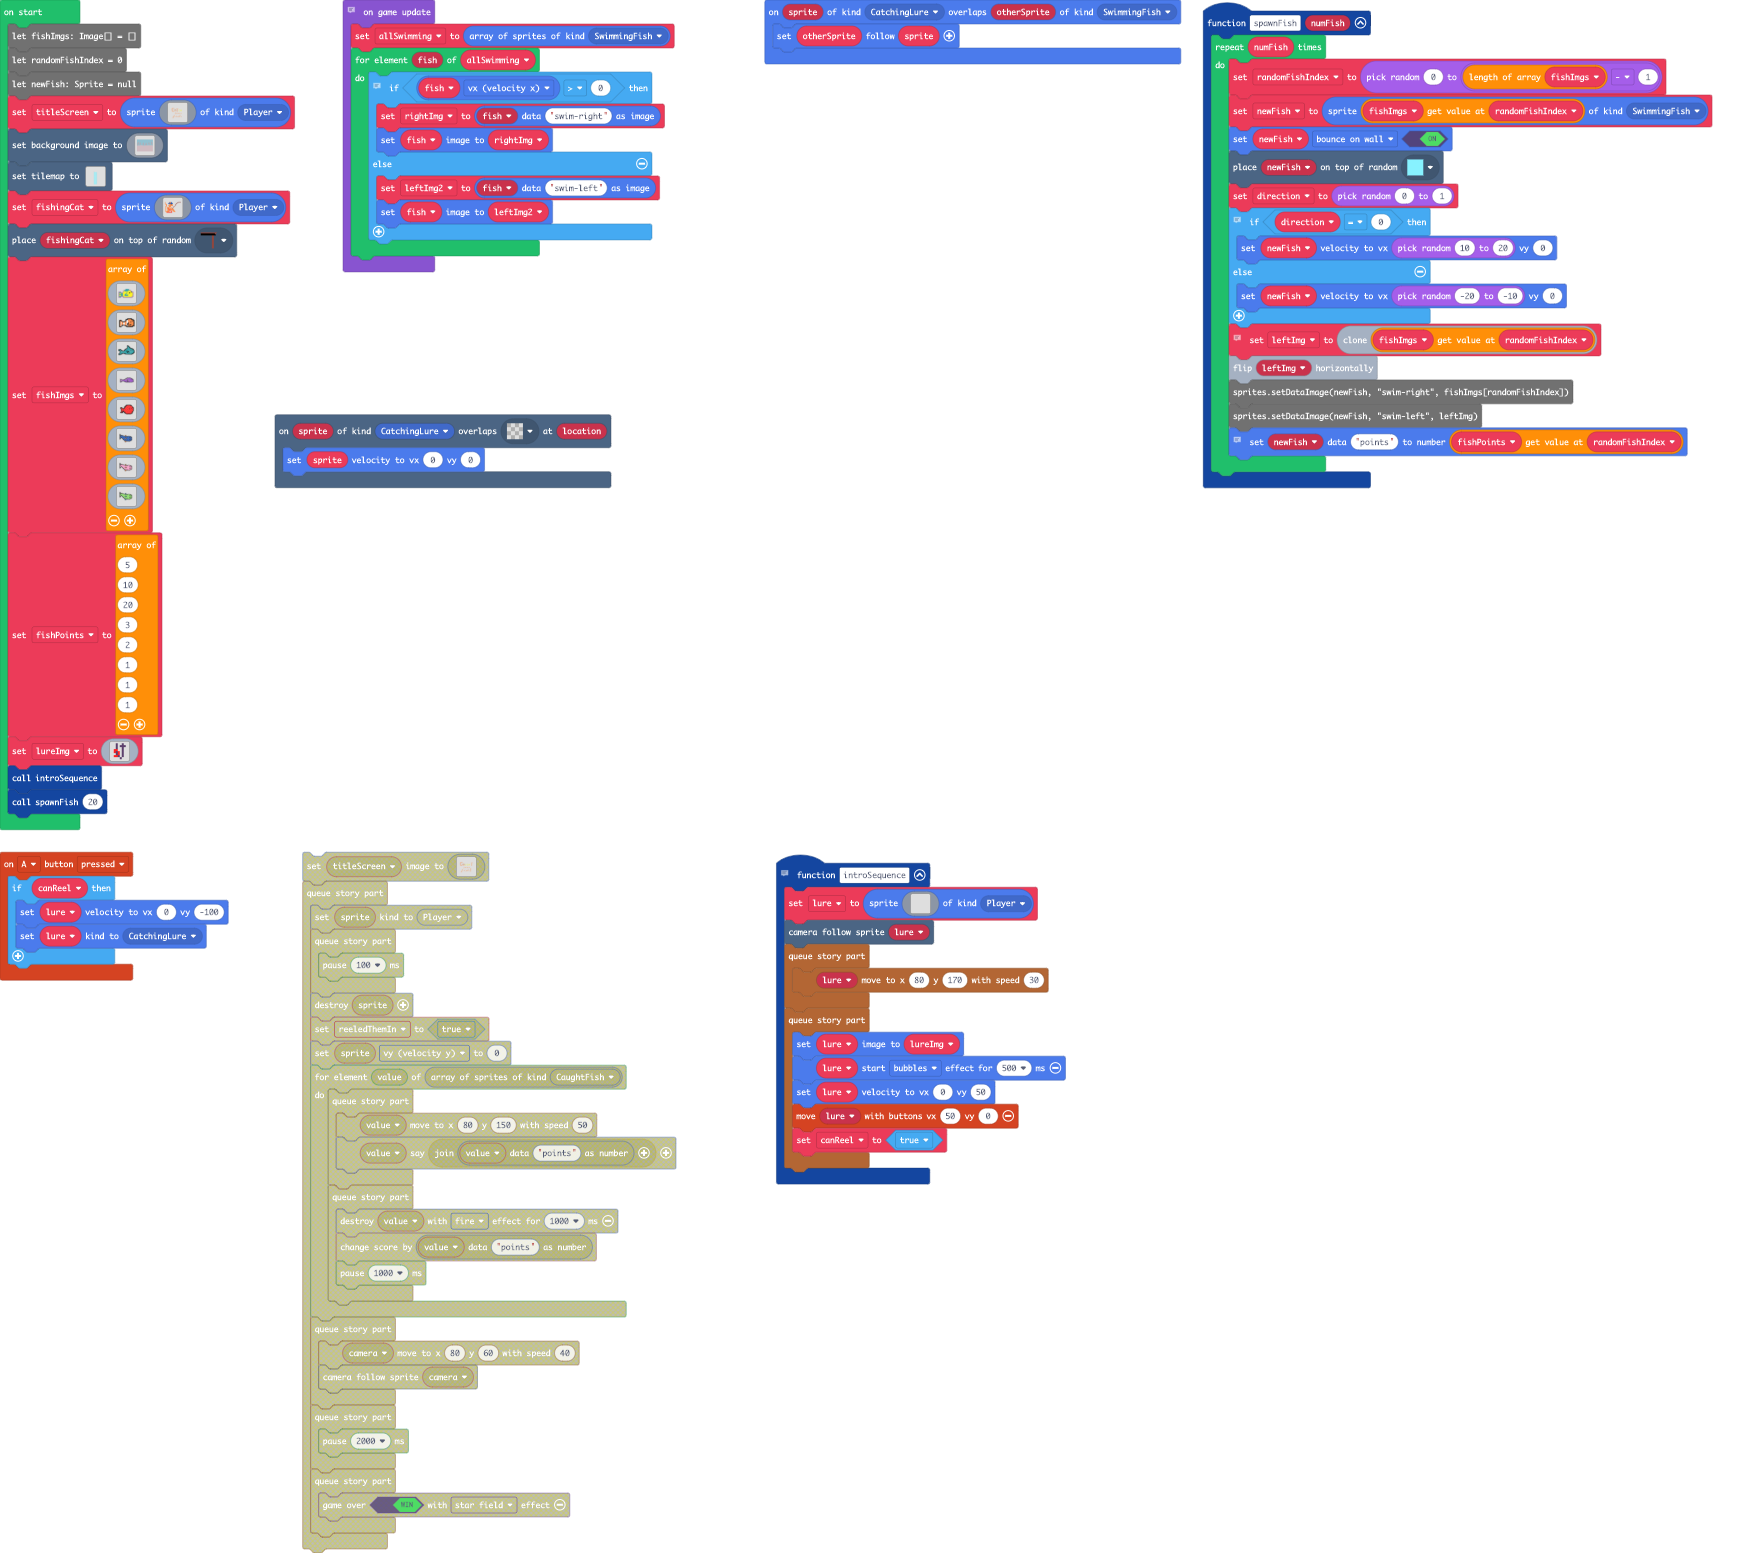 on start
let fishImgs: Image[] = []
let randomFishIndex = 0
let newFish: Sprite = null
set titleScreen to sprite of kind Player
set background image to
set tilemap to
set fishingCat to sprite of kind Player
place fishingCat on top of random
set fishImgs to array of
set fishPoints to array of
5
10
20
3
2
1
1
1
set lureImg to
call introSequence
call spawnFish 20
on game update
set allSwimming to array of sprites of kind SwimmingFish
for element fish of allSwimming
do
if fish vx (velocity x) > 0 then
set rightImg to fish data "swim-right" as image
set fish image to rightImg
else
set leftImg2 to fish data "swim-left" as image
set fish image to leftImg2
on sprite of kind CatchingLure overlaps otherSprite of kind SwimmingFish
set otherSprite follow sprite
function spawnFish numFish
repeat numFish times
do
set randomFishIndex to pick random 0 to length of array fishImgs - 1
set newFish to sprite fishImgs get value at randomFishIndex of kind SwimmingFish
set newFish bounce on wall ON
place newFish on top of random
set direction to pick random 0 to 1
if direction = 0 then
set newFish velocity to vx pick random 10 to 20 vy 0
else
set newFish velocity to vx pick random -20 to -10 vy 0
set leftImg to clone fishImgs get value at randomFishIndex
flip leftImg horizontally
sprites.setDataImage(newFish, "swim-right", fishImgs[randomFishIndex])
sprites.setDataImage(newFish, "swim-left", leftImg)
set newFish data "points" to number fishPoints get value at randomFishIndex
on sprite of kind CatchingLure overlaps at location
set sprite velocity to vx 0 vy 0
on A button pressed
if canReel then
set lure velocity to vx 0 vy -100
set lure kind to CatchingLure
set titleScreen image to
queue story part
set sprite kind to Player
queue story part
pause 100 ms
destroy sprite
set reeledThemIn to true
set sprite vy (velocity y) to 0
for element value of array of sprites of kind CaughtFish
do
queue story part
value move to x 80 y 150 with speed 50
value say join value data "points" as number
queue story part
destroy value with fire effect for 1000 ms
change score by value data "points" as number
pause 1000 ms
queue story part
camera move to x 80 y 60 with speed 40
camera follow sprite camera
queue story part
pause 2000 ms
queue story part
game over WIN with star field effect
function introSequence
set lure to sprite of kind Player
camera follow sprite lure
queue story part
lure move to x 80 y 170 with speed 30
queue story part
set lure image to lureImg
lure start bubbles effect for 500 ms
set lure velocity to vx 0 vy 50
move lure with buttons vx 50 vy 0
set canReel to true